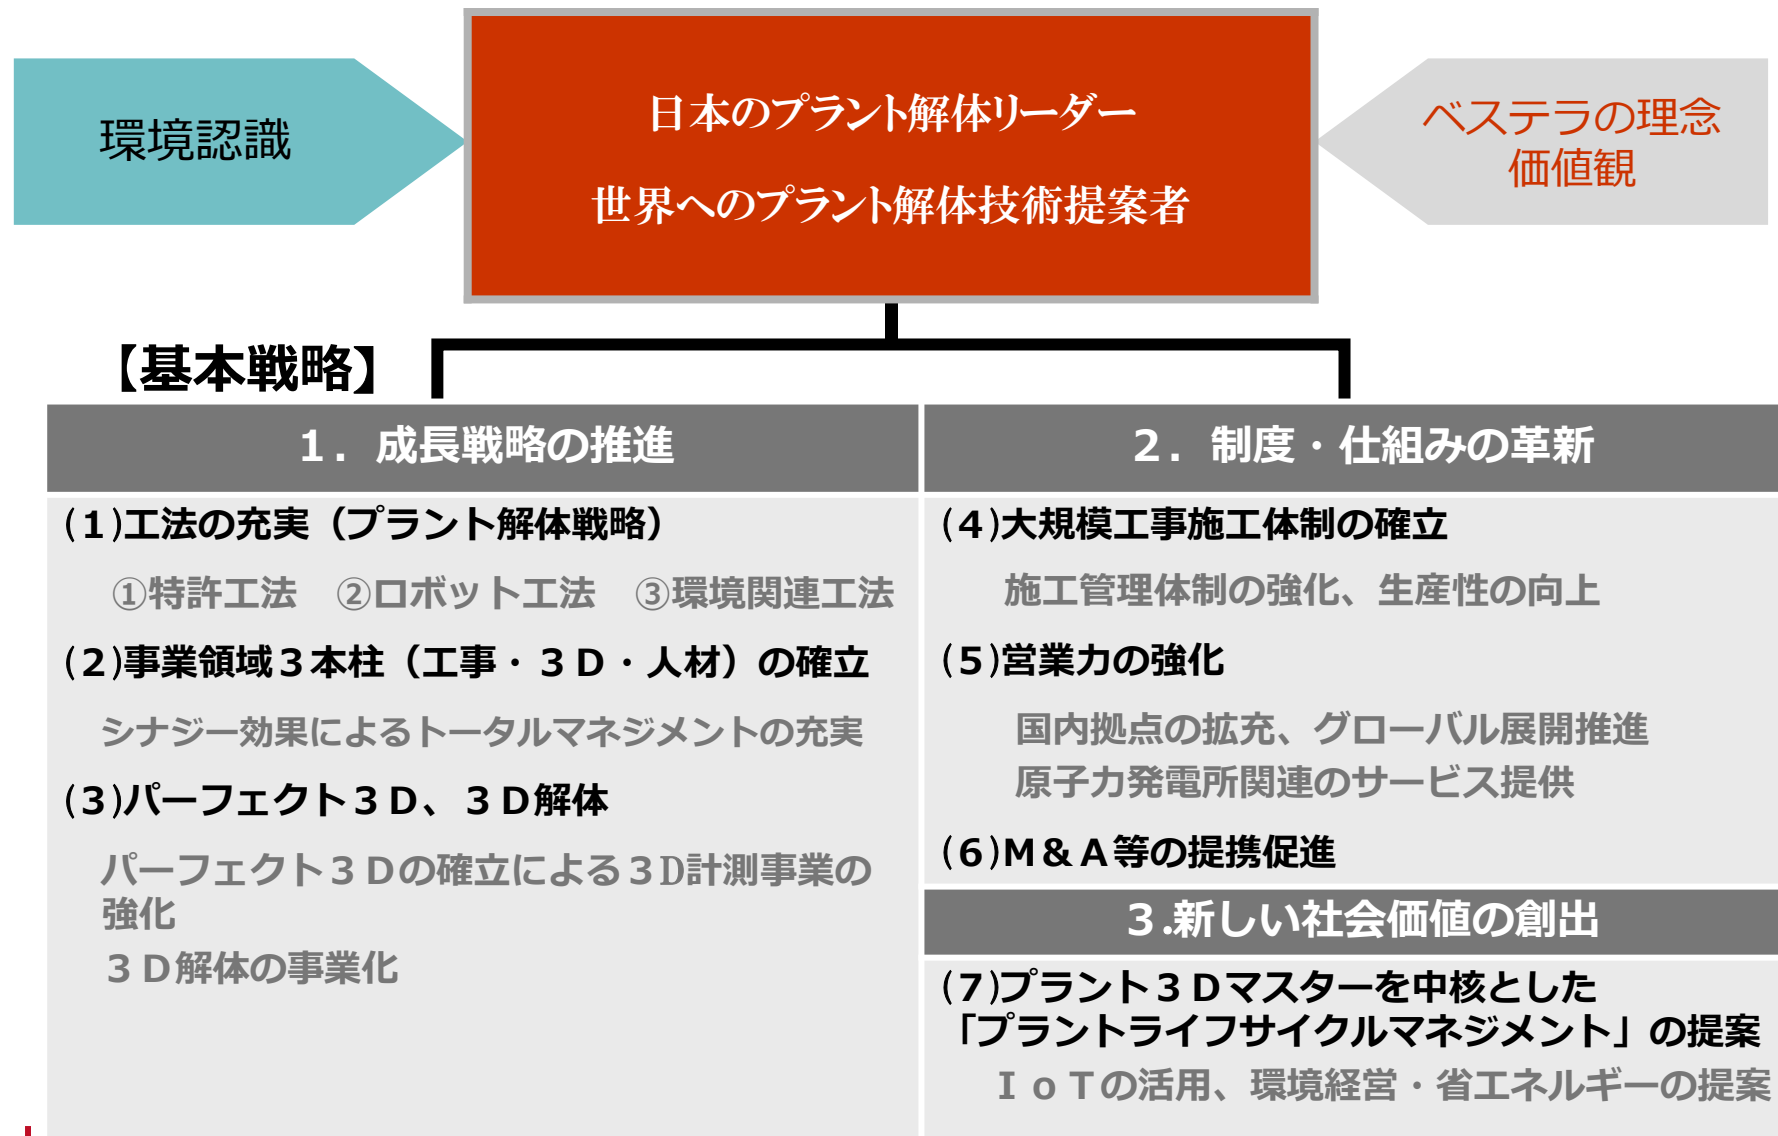 環境認識
日本のプラント解体リーダー
世界へのプラント解体技術提案者
ベステラの理念
価値観
【基本戦略】
１．成長戦略の推進
(1)工法の充実（プラント解体戦略）
①特許工法　②ロボット工法　③環境関連工法
(2)事業領域３本柱（工事・３Ｄ・人材）の確立
シナジー効果によるトータルマネジメントの充実
(3)パーフェクト３Ｄ、３Ｄ解体
パーフェクト３Ｄの確立による３D計測事業の
強化
３Ｄ解体の事業化
２．制度・仕組みの革新
(4)大規模工事施工体制の確立
施工管理体制の強化、生産性の向上
(5)営業力の強化
国内拠点の拡充、グローバル展開推進
原子力発電所関連のサービス提供
(6)Ｍ＆Ａ等の提携促進
３.新しい社会価値の創出
(7)プラント３Ｄマスターを中核とした
「プラントライフサイクルマネジメント」の提案
ＩｏＴの活用、環境経営・省エネルギーの提案